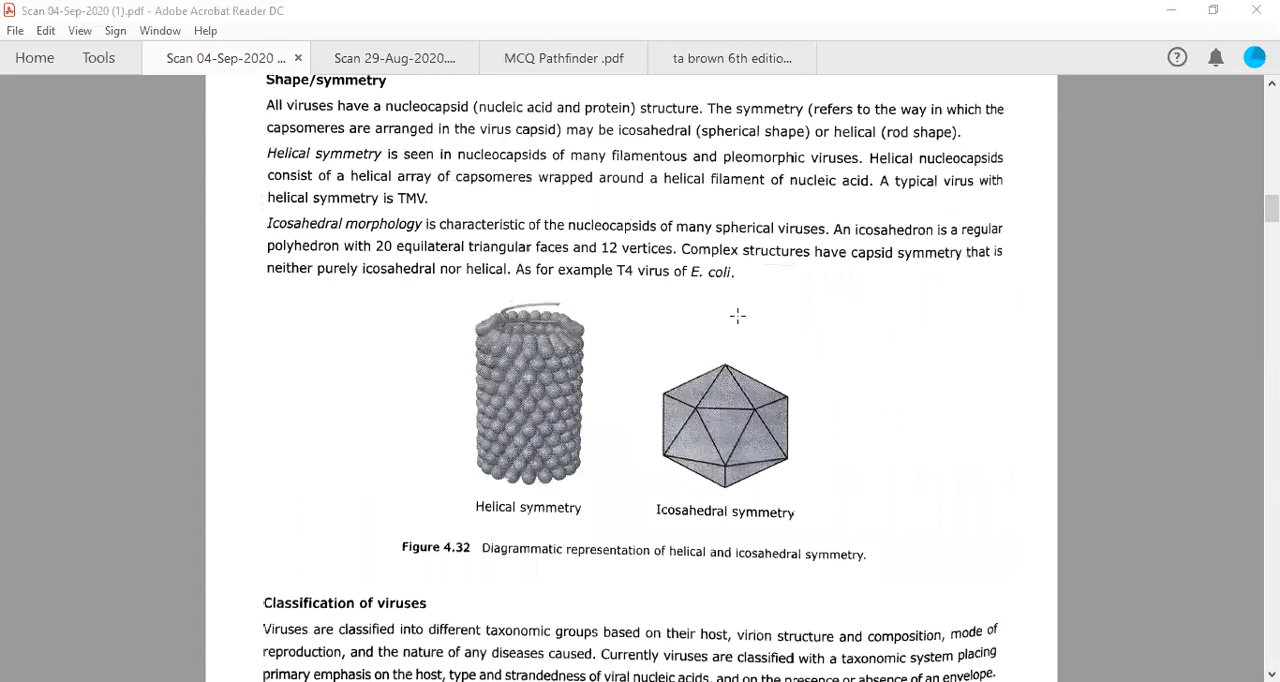 Scan 04-Sep-2020 (1).pdf - Adobe Acrobat Reader DC
File Edit View Sign Window Help
Home Tools Scan 04-Sep-2020 ... × Scan 29-Aug-2020.... MCQ Pathfinder .pdf ta brown 6th editio...
Shape/symmetry
All viruses have a nucleocapsid (nucleic acid and protein) structure. The symmetry (refers to the way in which the
capsomeres are arranged in the virus capsid) may be icosahedral (spherical shape) or helical (rod shape).
Helical symmetry is seen in nucleocapsids of many filamentous and pleomorphic viruses. Helical nucleocapsids
consist of a helical array of capsomeres wrapped around a helical filament of nucleic acid. A typical virus with
helical symmetry is TMV.
Icosahedral morphology is characteristic of the nucleocapsids of many spherical viruses. An icosahedron is a regular
polyhedron with 20 equilateral triangular faces and 12 vertices. Complex structures have capsid symmetry that is
neither purely icosahedral nor helical. As for example T4 virus of E. coli.
Helical symmetry
Icosahedral symmetry
Figure 4.32 Diagrammatic representation of helical and icosahedral symmetry.
Classification of viruses
Viruses are classified into different taxonomic groups based on their host, virion structure and composition, mode of
reproduction, and the nature of any diseases caused. Currently viruses are classified with a taxonomic system placing
primary emphasis on the host, type and strandedness of viral nucleic acids, and on the presence or absence of an envelope.